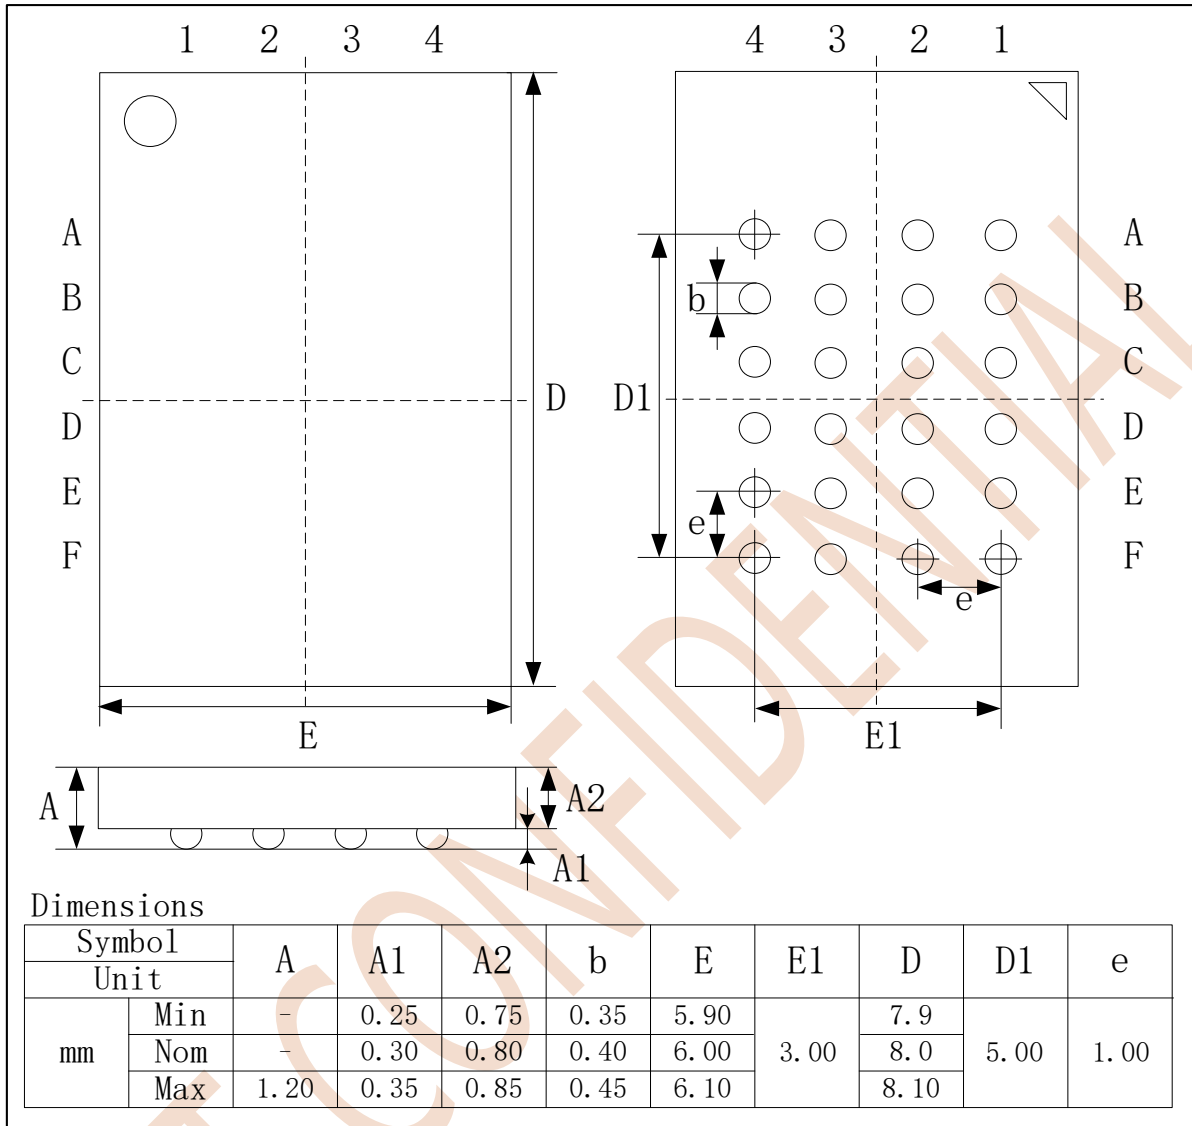 1 2 3 4 4 3 2 1
A A
B b B
C C
D D D1 D
E E
e
F F
e
E E1
A A2
A1
Dimensions
Symbol A A1 A2 b E E1 D D1 e
Unit
mm Min - 0.25 0.75 0.35 5.90 3.00 7.9 5.00 1.00
Nom - 0.30 0.80 0.40 6.00 8.0
Max 1.20 0.35 0.85 0.45 6.10 8.10
CONFIDENTIAL